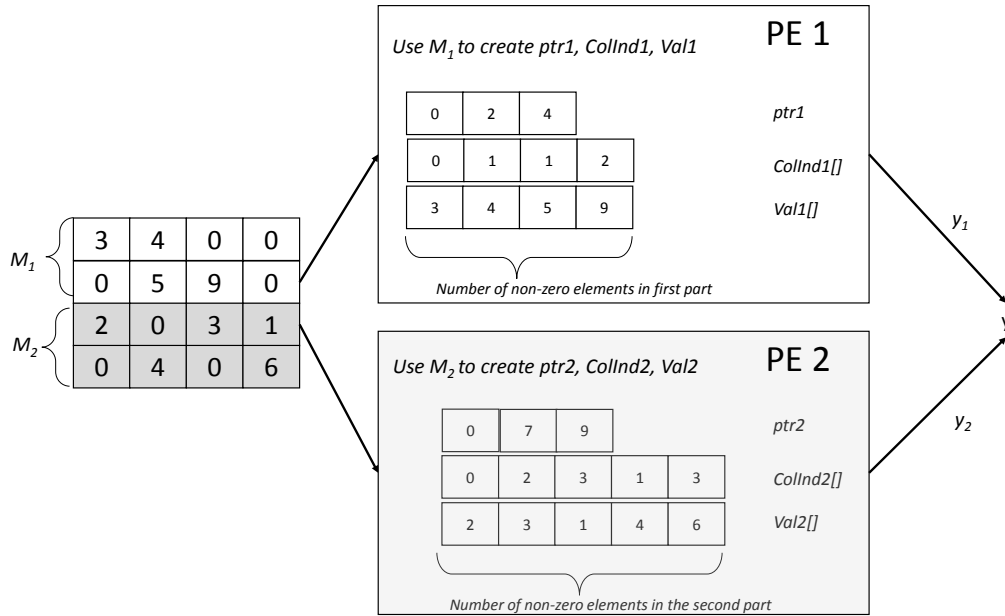 PE 1
Use M1 to create ptr1, ColInd1, Val1
0 2 4 ptr1
0 1 1 2 ColInd1[]
3 4 5 9 Val1[]
Number of non-zero elements in first part
M1
3 4 0 0
0 5 9 0
M2
2 0 3 1
0 4 0 6
y1
y
y2
PE 2
Use M2 to create ptr2, ColInd2, Val2
0 7 9 ptr2
0 2 3 1 3 ColInd2[]
2 3 1 4 6 Val2[]
Number of non-zero elements in the second part